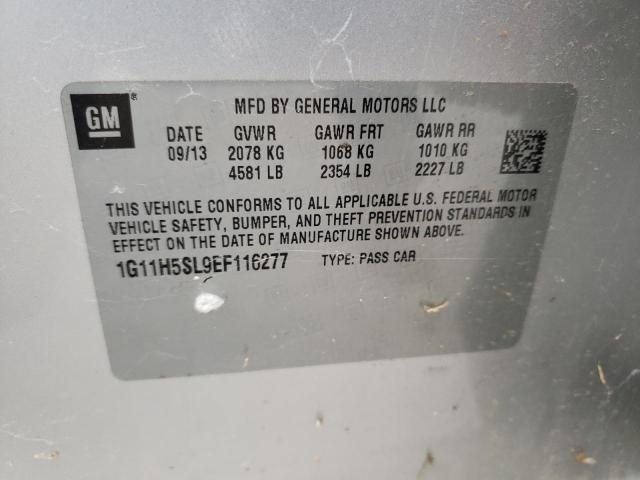 GM®
MFD BY GENERAL MOTORS LLC
DATE GVWR GAWR FRT GAWR RR
09/13 2078 KG 1068 KG 1010 KG
4581 LB 2354 LB 2227 LB
THIS VEHICLE CONFORMS TO ALL APPLICABLE U.S. FEDERAL MOTOR
VEHICLE SAFETY, BUMPER, AND THEFT PREVENTION STANDARDS IN
EFFECT ON THE DATE OF MANUFACTURE SHOWN ABOVE.
1G11H5SL9EF116277 TYPE: PASS CAR